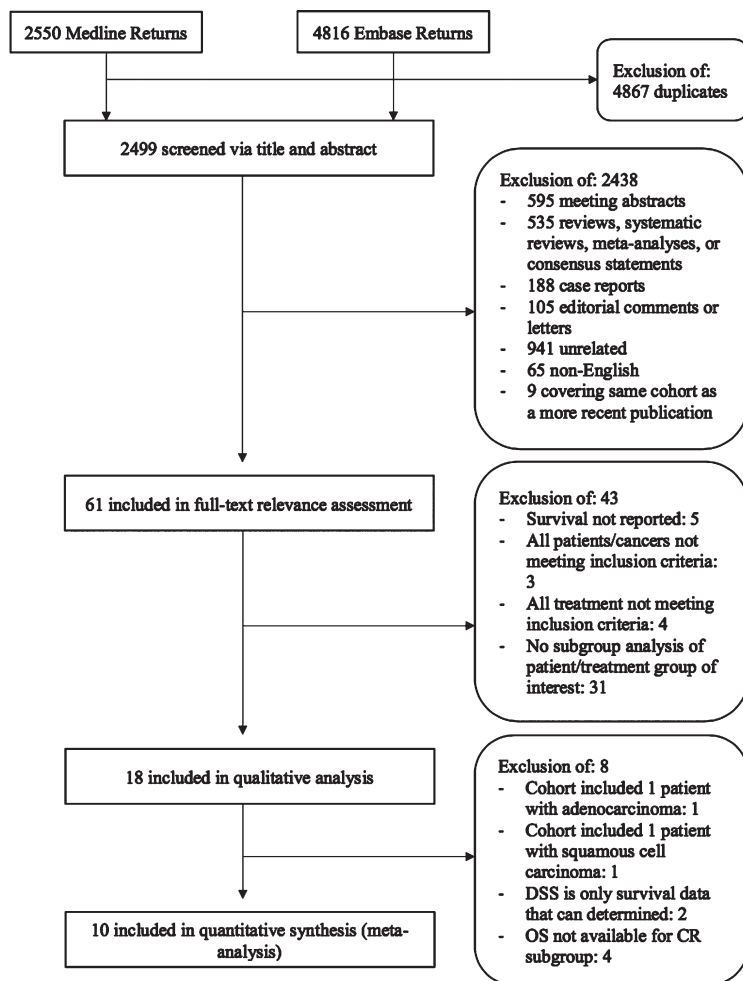 2550 Medline Returns
4816 Embase Returns
Exclusion of:
4867 duplicates
2499 screened via title and abstract
Exclusion of: 2438
- 595 meeting abstracts
- 535 reviews, systematic
reviews, meta-analyses, or
consensus statements
- 188 case reports
- 105 editorial comments or
letters
- 941 unrelated
- 65 non-English
- 9 covering same cohort as
a more recent publication
61 included in full-text relevance assessment
Exclusion of: 43
- Survival not reported: 5
- All patients/cancers not
meeting inclusion criteria:
3
- All treatment not meeting
inclusion criteria: 4
- No subgroup analysis of
patient/treatment group of
interest: 31
18 included in qualitative analysis
Exclusion of: 8
- Cohort included 1 patient
with adenocarcinoma: 1
- Cohort included 1 patient
with squamous cell
carcinoma: 1
- DSS is only survival data
that can determined: 2
- OS not available for CR
subgroup: 4
10 included in quantitative synthesis (meta-
analysis)